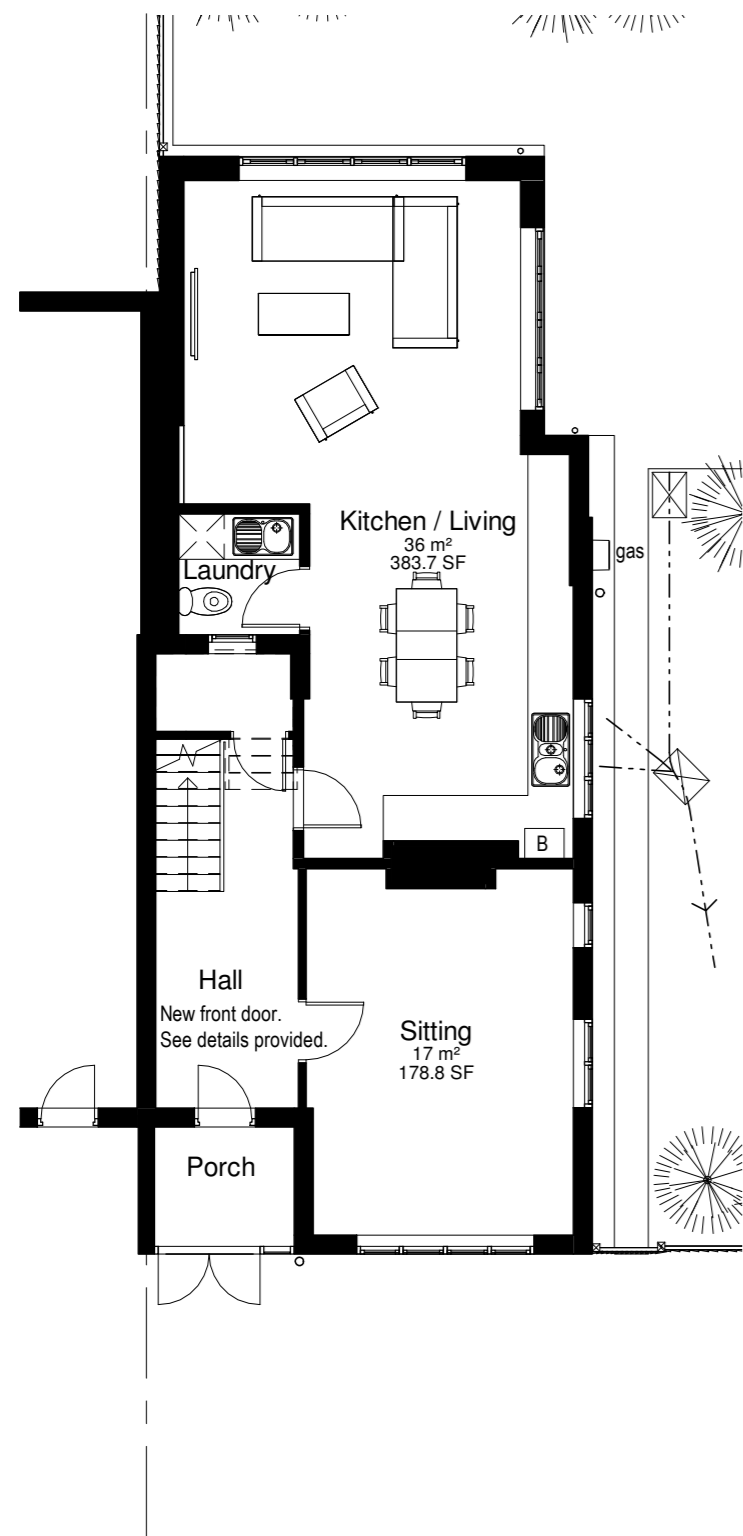 Kitchen / Living
36 m²
383.7 SF
gas
Laundry
B
Hall
New front door.
See details provided.
Sitting
17 m²
178.8 SF
Porch